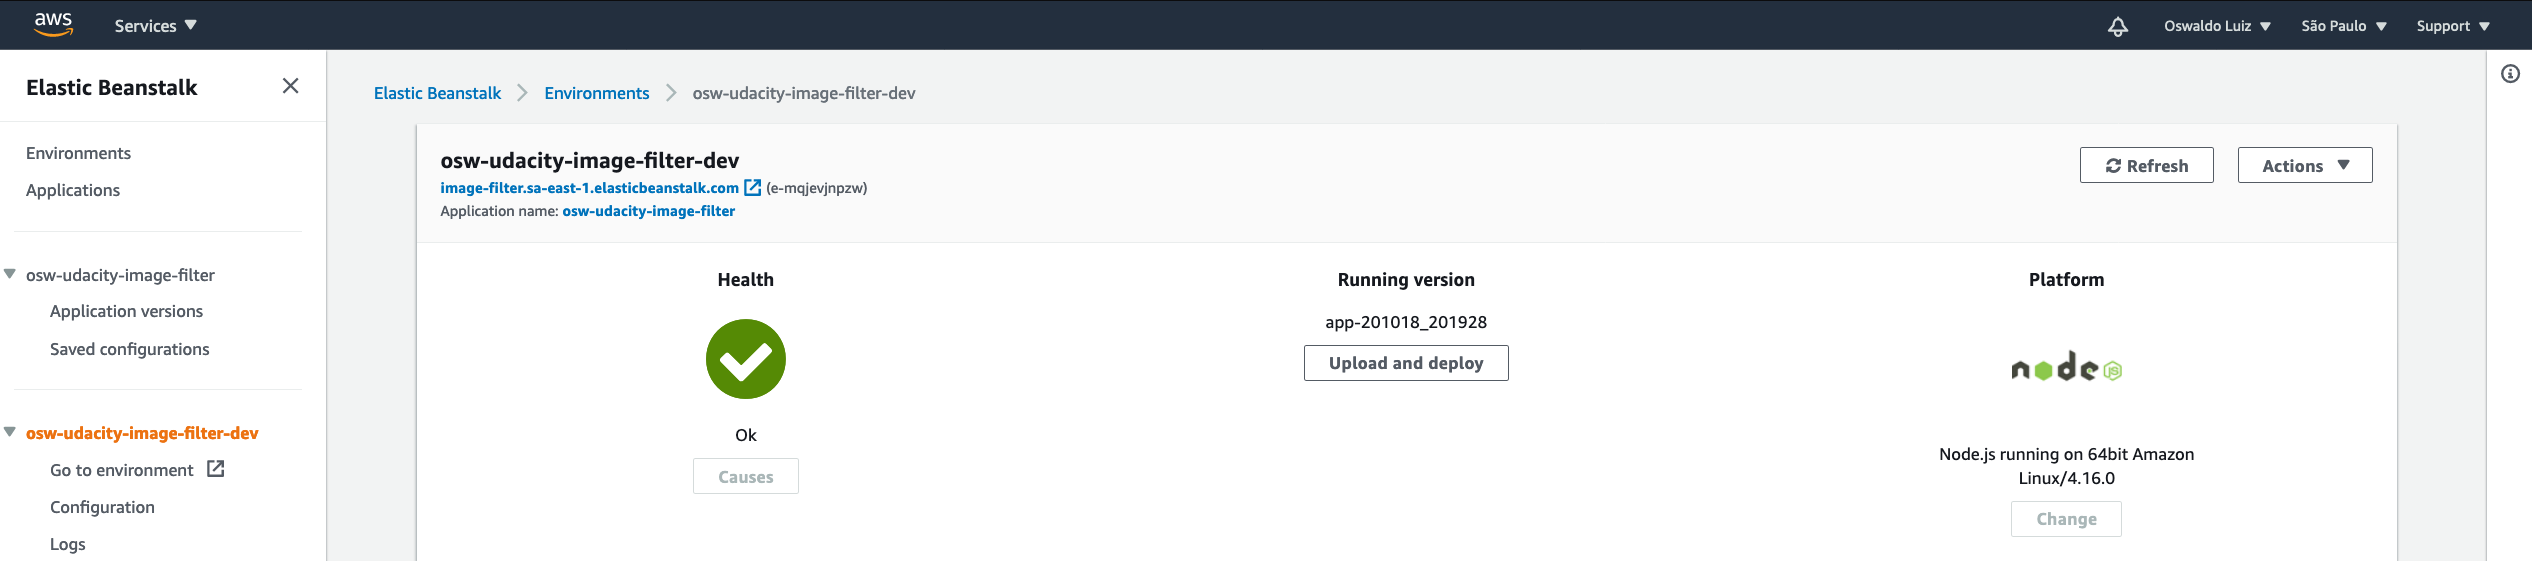 aws
Services
Oswaldo Luiz
São Paulo
Support
Elastic Beanstalk
Environments
Applications
osw-udacity-image-filter
Application versions
Saved configurations
osw-udacity-image-filter-dev
Go to environment
Configuration
Logs
Elastic Beanstalk
Environments
osw-udacity-image-filter-dev
osw-udacity-image-filter-dev
image-filter.sa-east-1.elasticbeanstalk.com (e-mqjevjnpzw)
Application name: osw-udacity-image-filter
Refresh
Actions
Health
Ok
Causes
Running version
app-201018_201928
Upload and deploy
Platform
node JS
Node.js running on 64bit Amazon
Linux/4.16.0
Change